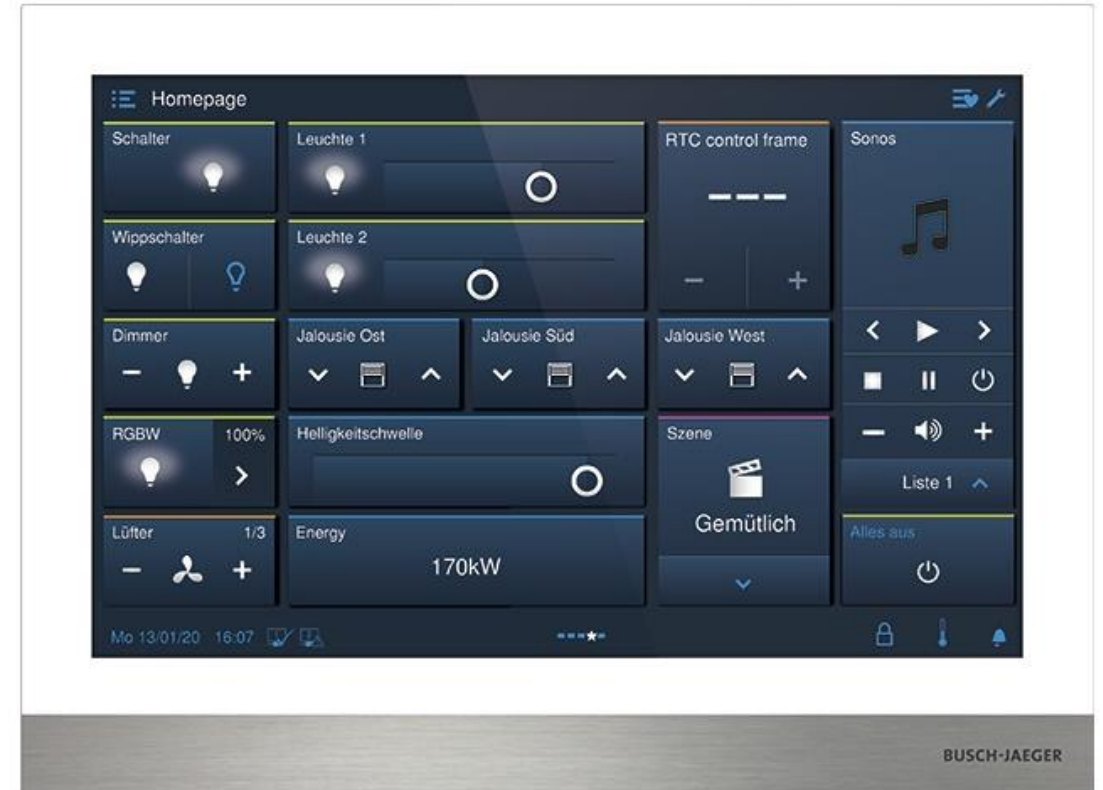 Homepage
Schalter
Leuchte 1
RTC control frame
Sonos
---
Wippschalter
Leuchte 2
- +
Dimmer
Jalousie Ost
Jalousie Süd
Jalousie West
- +
RGBW 100%
Helligkeitschwelle
Szene
- +
Liste 1
Gemütlich
Lüfter 1/3
Energy
Alles aus
- +
170kW
Mo 13/01/20 16:07
BUSCH-JAEGER